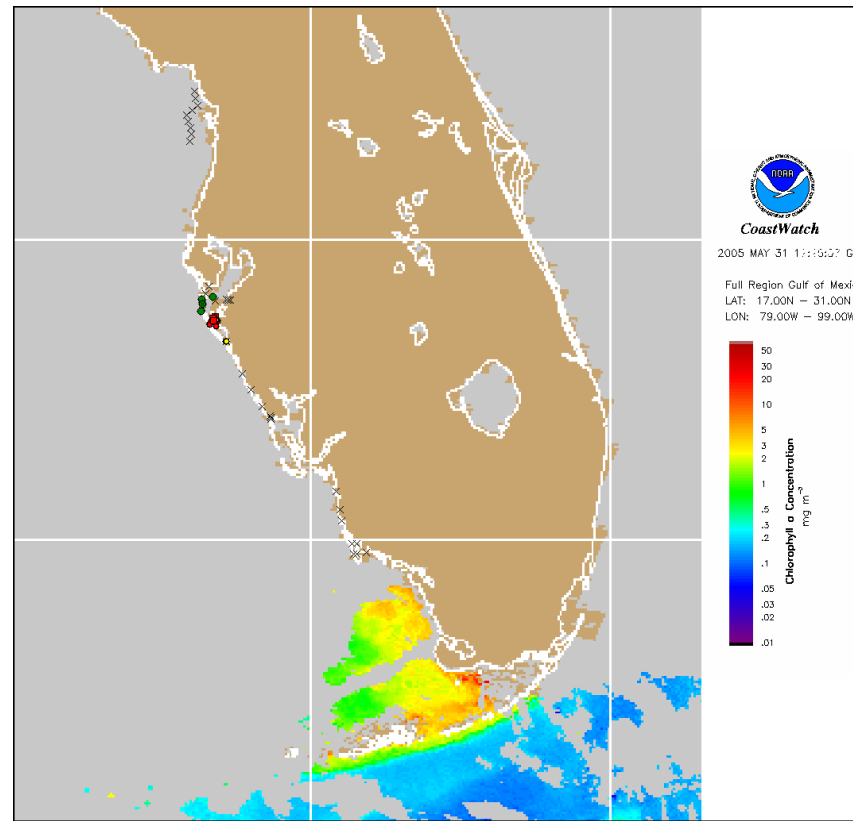 NOAA
CoastWatch
2005 MAY 31
Full Region Gulf of Mexi
LAT: 17.00N – 31.00N
LON: 79.00W – 99.00W
50
30
20
10
5
3
2
1
.5
.3
.2
.1
0.05
0.03
.02
.01
Chlorophyll a Concentration
mg m⁻³